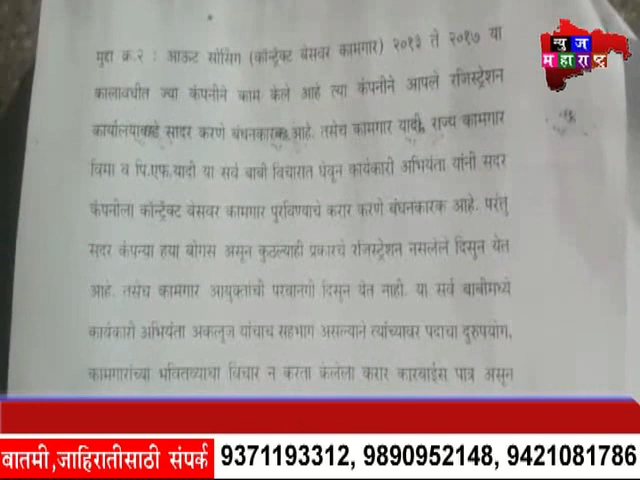 न्युज
महाराष्ट्र
मुद्दा क्र.२ : आऊट सोर्सिंग (कॉन्ट्रॅक्ट बेसवर कामगार) २०१३ ते २०१७ या
कालावधीत ज्या कंपनीने काम केले आहे त्या कंपनीने आपले रजिस्ट्रेशन
कार्यालयाकडे सादर करणे बंधनकारक आहे. तसेच कामगार यादी, राज्य कामगार
विमा व पि.एफ.यादी या सर्व बाबी विचारात घेवून कार्यकारी अभियंता यांनी सदर
कंपनीला कॉन्ट्रॅक्ट बेसवर कामगार पुरविण्याचे करार करणे बंधनकारक आहे. परंतु
सदर कंपन्या हया बोगस असून कुठल्याही प्रकारचे रजिस्ट्रेशन नसलेले दिसुन येत
आहे. तसेच कामगार आयुक्तांची परवानगी दिसुन येत नाही. या सर्व बाबीमध्ये
कार्यकारी अभियंता अकलुज यांचाच सहभाग असल्याने त्यांच्यावर पदाचा दुरुपयोग,
कामगारांच्या भवितव्याचा विचार न करता केलेला करार कारवाईस पात्र असुन
वातमी,जाहिरातीसाठी संपर्क 9371193312, 9890952148, 9421081786